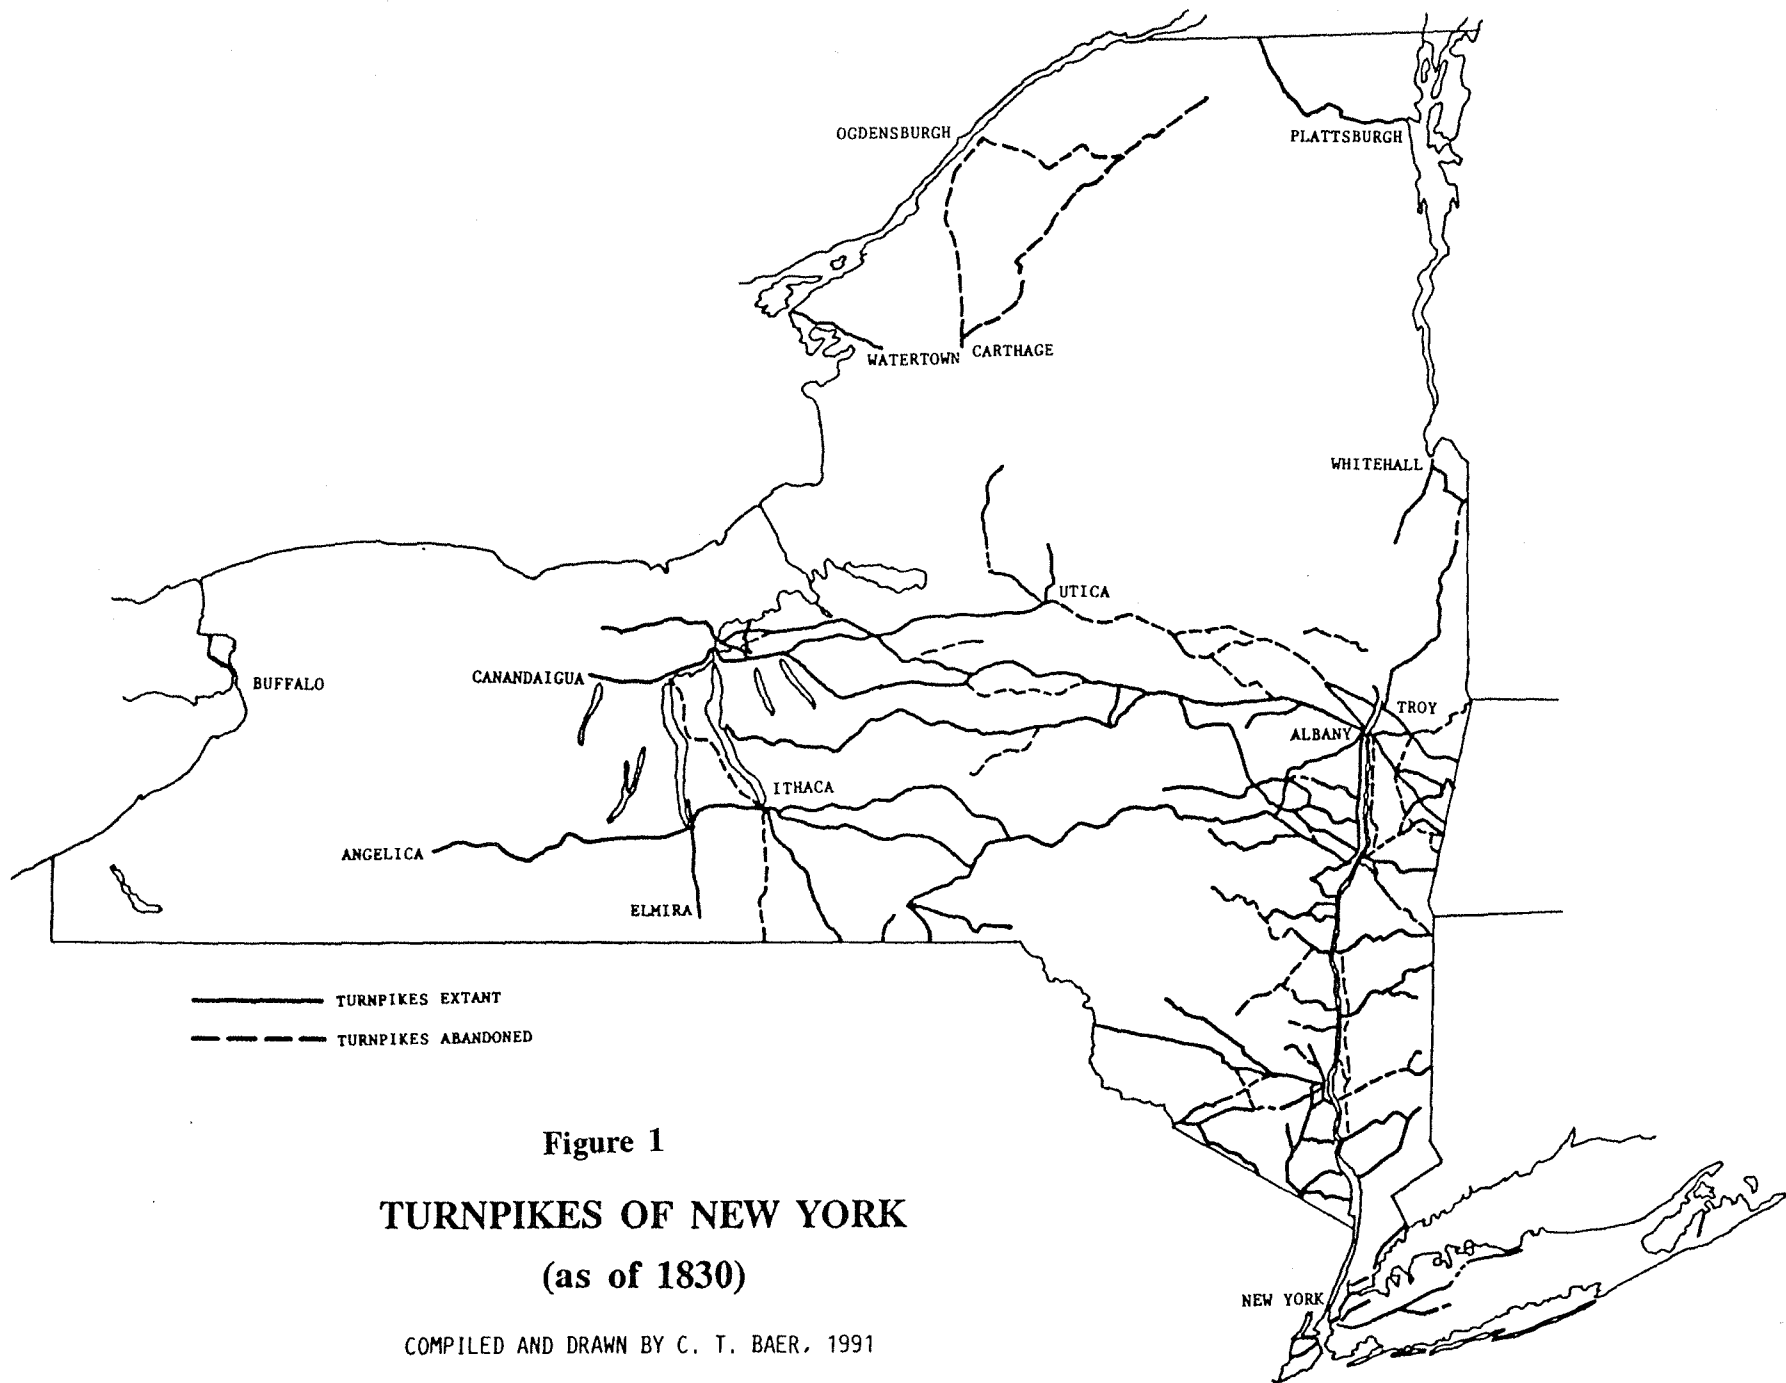 OGDENSBURGH
PLATTSBURGH
WATERTOWN
CARTHAGE
WHITEHALL
UTICA
CANANDAIGUA
BUFFALO
TROY
ALBANY
ITHACA
ANGELICA
ELMIRA
TURNPIKES EXTANT
TURNPIKES ABANDONED
Figure 1
TURNPIKES OF NEW YORK
(as of 1830)
NEW YORK
COMPILED AND DRAWN BY C. T. BAER, 1991